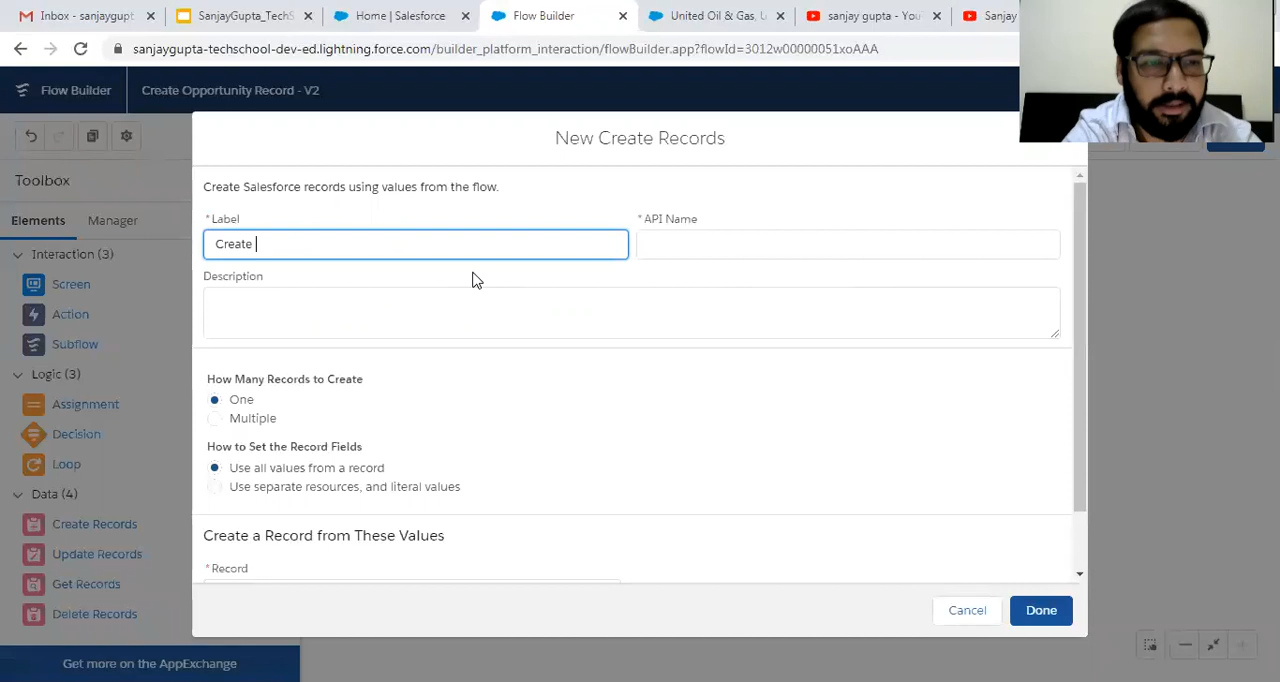 Inbox - sanjaygupt
SanjayGupta_TechS
Home | Salesforce
Flow Builder
United Oil & Gas, U
sanjay gupta - YouT
Sanjay
sanjaygupta-techschool-dev-ed.lightning.force.com/builder_platform_interaction/flowBuilder.app?flowId=3012w00000051xoAAA
Flow Builder
Create Opportunity Record - V2
New Create Records
Toolbox
Create Salesforce records using values from the flow.
Elements
Manager
* Label
* API Name
Create
Interaction (3)
Screen
Description
Action
Subflow
Logic (3)
How Many Records to Create
One
Assignment
Multiple
Decision
How to Set the Record Fields
Loop
Use all values from a record
Use separate resources, and literal values
Data (4)
Create Records
Create a Record from These Values
Update Records
* Record
Get Records
Delete Records
Cancel
Done
Get more on the AppExchange